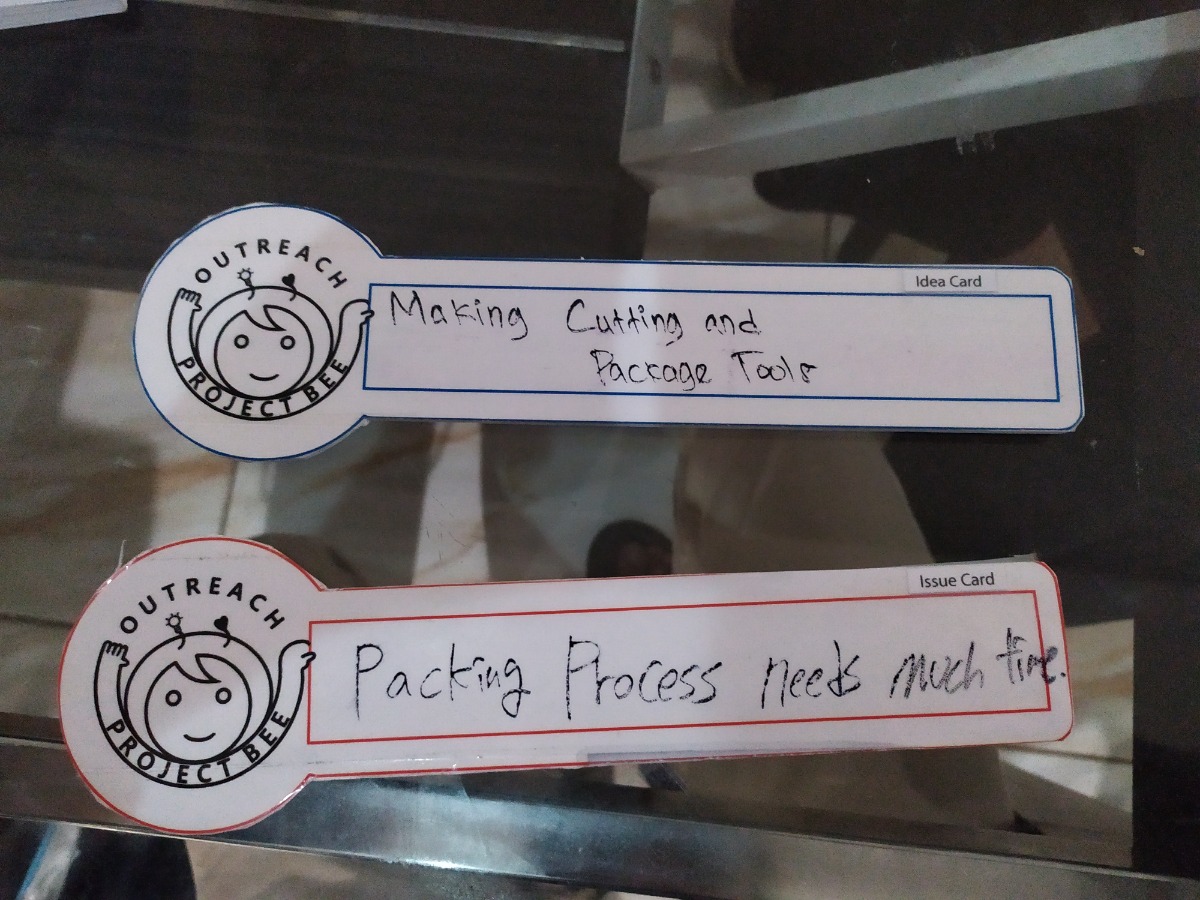 OUTREACH
PROJECT BEE
Idea Card
Making Cutting and
Package Tools
OUTREACH
PROJECT BEE
Issue Card
Packing Process needs much time.